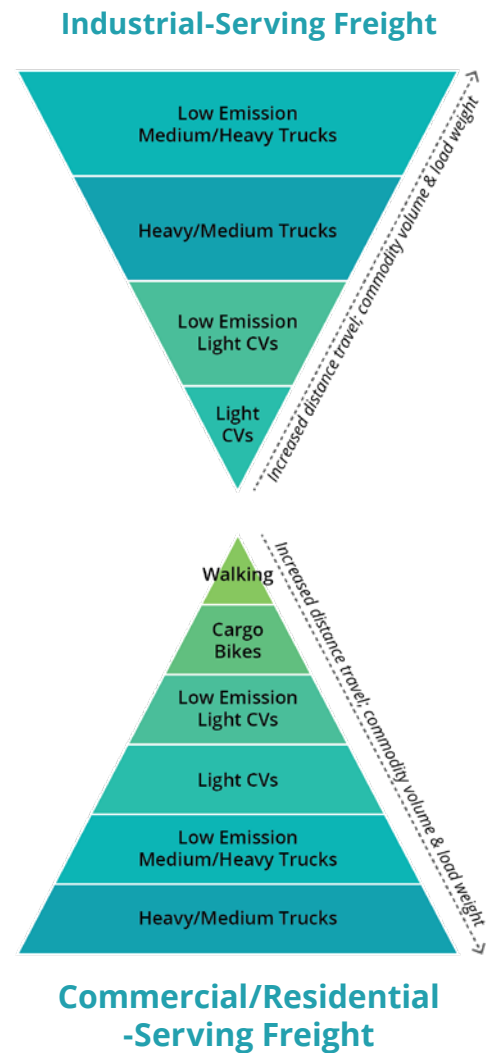 Industrial-Serving Freight
Low Emission
Medium/Heavy Trucks
Heavy/Medium Trucks
Low Emission
Light CVs
Light
CVs
Increased distance travel; commodity volume & load weight
Walking
Cargo
Bikes
Low Emission
Light CVs
Light CVs
Low Emission
Medium/Heavy Trucks
Heavy/Medium Trucks
Increased distance travel; commodity volume & load weight
Commercial/Residential
-Serving Freight